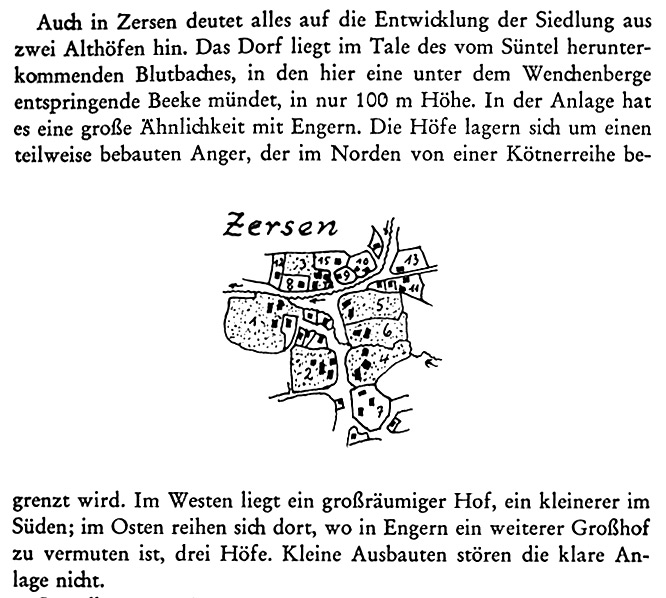 Auch in Zersen deutet alles auf die Entwicklung der Siedlung aus
zwei Althöfen hin. Das Dorf liegt im Tale des vom Süntel herunter-
kommenden Blutbaches, in den hier eine unter dem Wenchenberge
entspringende Beeke mündet, in nur 100 m Höhe. In der Anlage hat
es eine große Ähnlichkeit mit Engern. Die Höfe lagern sich um einen
teilweise bebauten Anger, der im Norden von einer Kötnerreihe be-
Zersen
12 3 15 10 13
8 9 11
1 5
6
2 4
7
grenzt wird. Im Westen liegt ein großräumiger Hof, ein kleinerer im
Süden; im Osten reihen sich dort, wo in Engern ein weiterer Großhof
zu vermuten ist, drei Höfe. Kleine Ausbauten stören die klare An-
lage nicht.